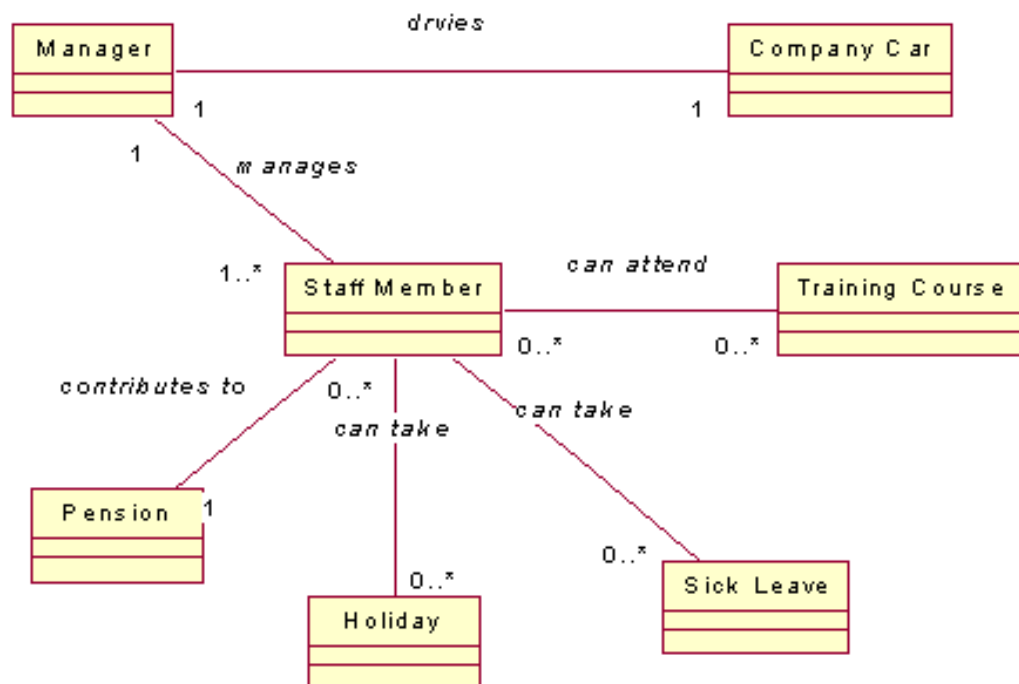 drvies
Manager
Company Car
1
1
1
manages
1..*
Staff Member
can attend
Training Course
0..*
0..*
contributes to
0..*
can take
can take
Pension
1
0..*
0..*
Holiday
Sick Leave